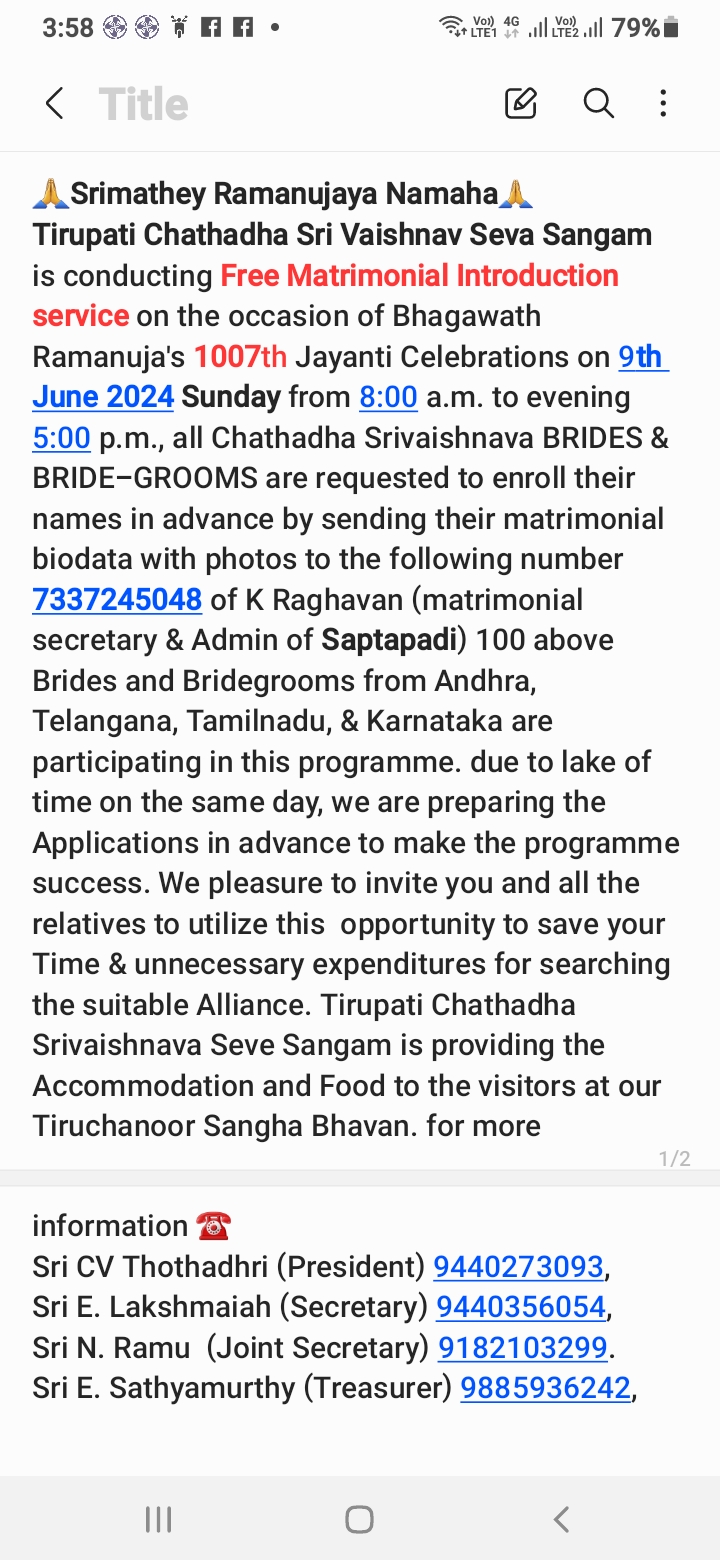 3:58 Vo)) LTE1 4G Vo)) LTE2 79%
Title
🙏Srimathey Ramanujaya Namaha🙏
Tirupati Chathadha Sri Vaishnav Seva Sangam
is conducting Free Matrimonial Introduction
service on the occasion of Bhagawath
Ramanuja's 1007th Jayanti Celebrations on 9th
June 2024 Sunday from 8:00 a.m. to evening
5:00 p.m., all Chathadha Srivaishnava BRIDES &
BRIDE–GROOMS are requested to enroll their
names in advance by sending their matrimonial
biodata with photos to the following number
7337245048 of K Raghavan (matrimonial
secretary & Admin of Saptapadi) 100 above
Brides and Bridegrooms from Andhra,
Telangana, Tamilnadu, & Karnataka are
participating in this programme. due to lake of
time on the same day, we are preparing the
Applications in advance to make the programme
success. We pleasure to invite you and all the
relatives to utilize this  opportunity to save your
Time & unnecessary expenditures for searching
the suitable Alliance. Tirupati Chathadha
Srivaishnava Seve Sangam is providing the
Accommodation and Food to the visitors at our
Tiruchanoor Sangha Bhavan. for more
1/2
information ☎️
Sri CV Thothadhri (President) 9440273093,
Sri E. Lakshmaiah (Secretary) 9440356054,
Sri N. Ramu  (Joint Secretary) 9182103299.
Sri E. Sathyamurthy (Treasurer) 9885936242,